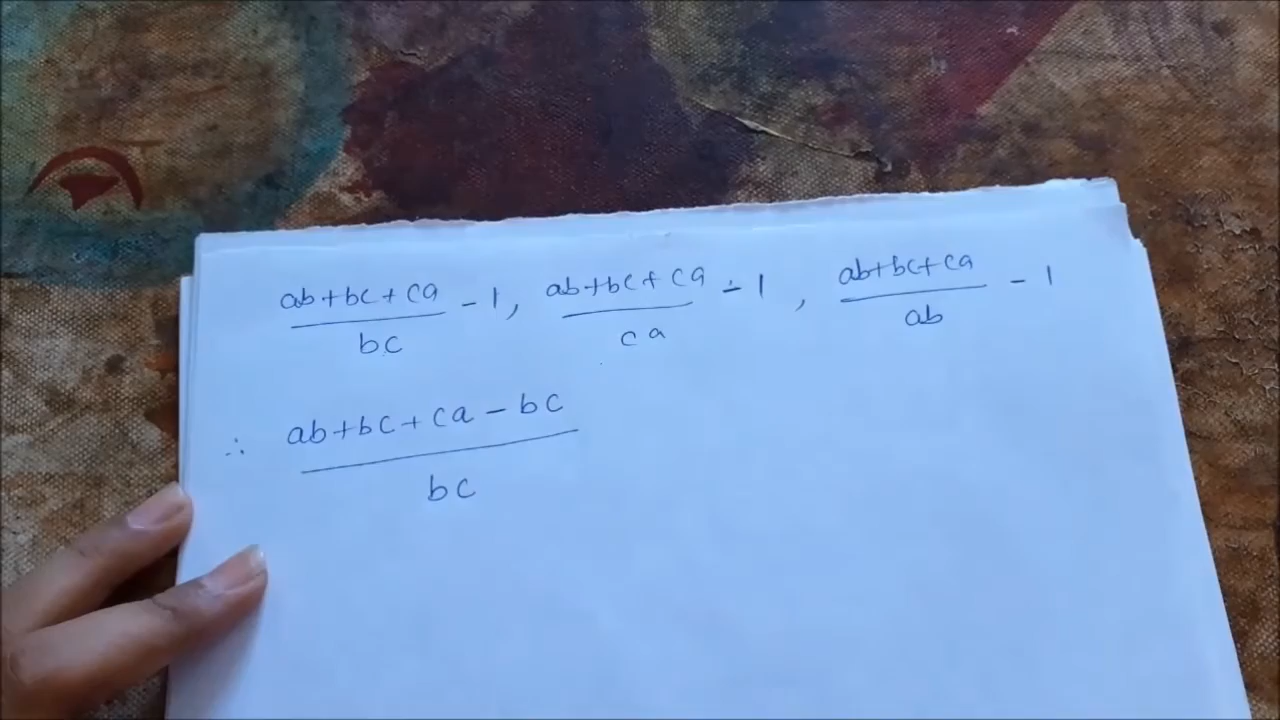 (ab+bc+ca)/bc - 1, (ab+bc+ca)/ca - 1, (ab+bc+ca)/ab - 1
∴ (ab+bc+ca-bc)/bc